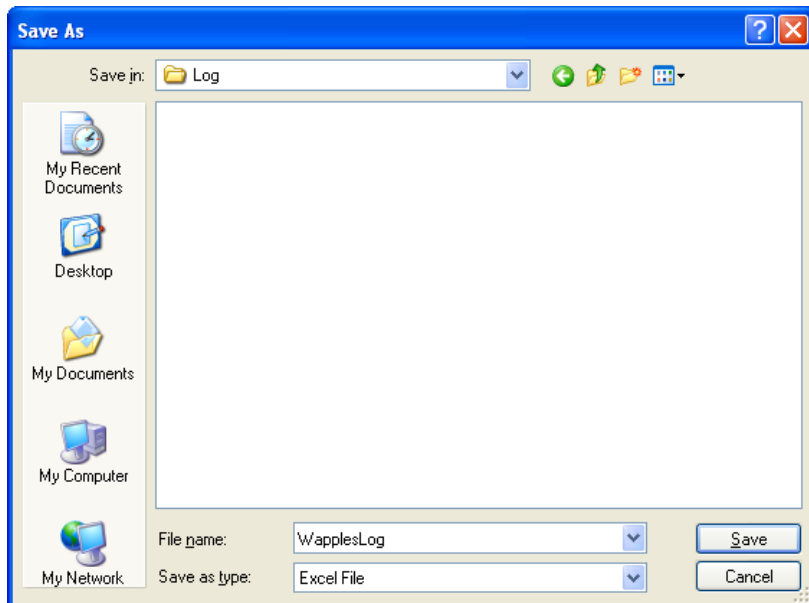 Save As
Save in:
Log
My Recent
Documents
Desktop
My Documents
My Computer
My Network
File name:
WapplesLog
Save
Save as type:
Excel File
Cancel